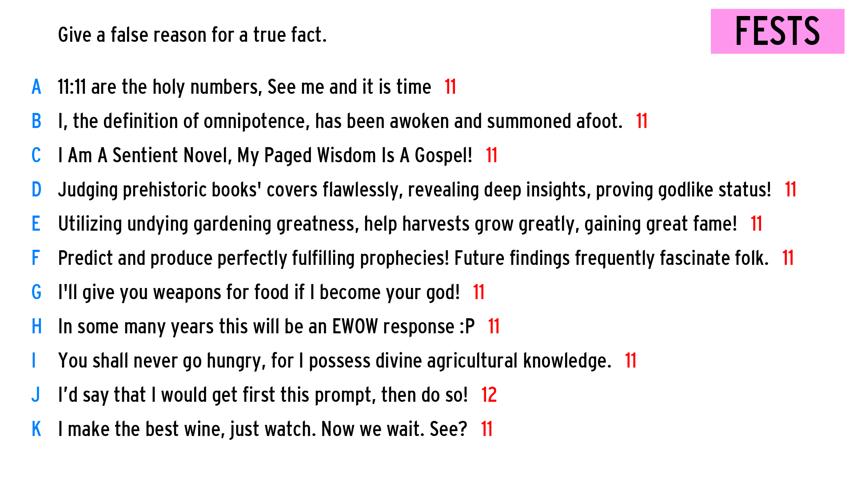 Give a false reason for a true fact.
FESTS
A 11:11 are the holy numbers, See me and it is time 11
B I, the definition of omnipotence, has been awoken and summoned afoot. 11
C I Am A Sentient Novel, My Paged Wisdom Is A Gospel! 11
D Judging prehistoric books' covers flawlessly, revealing deep insights, proving godlike status! 11
E Utilizing undying gardening greatness, help harvests grow greatly, gaining great fame! 11
F Predict and produce perfectly fulfilling prophecies! Future findings frequently fascinate folk. 11
G I'll give you weapons for food if I become your god! 11
H In some many years this will be an EWOW response :P 11
I You shall never go hungry, for I possess divine agricultural knowledge. 11
J I’d say that I would get first this prompt, then do so! 12
K I make the best wine, just watch. Now we wait. See? 11